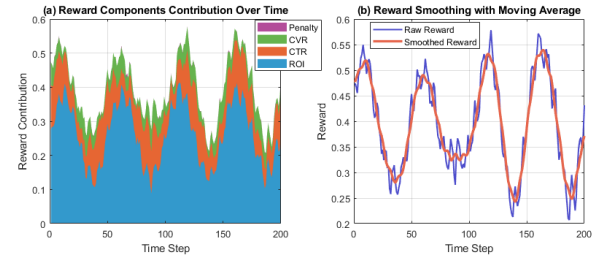 (a) Reward Components Contribution Over Time
0.6
0.5
0.4
0.3
0.2
0.1
0
Reward Contribution
0 50 100 150 200
Time Step
Penalty
CVR
CTR
ROI
(b) Reward Smoothing with Moving Average
0.6
0.55
0.5
0.45
0.4
0.35
0.3
0.25
0.2
Reward
0 50 100 150 200
Time Step
Raw Reward
Smoothed Reward